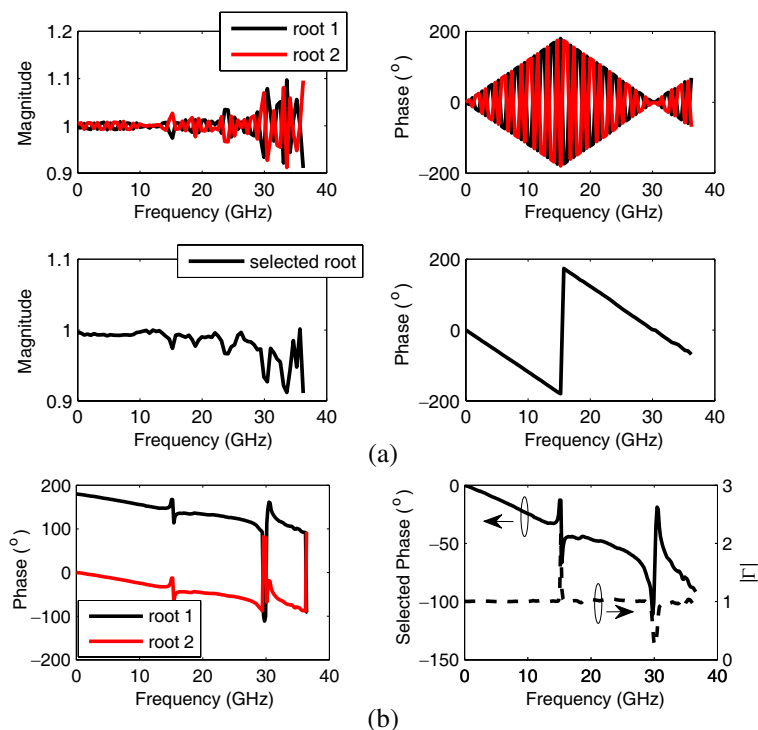 root 1
root 2
Magnitude
1.2
1.1
1
0.9
0
10
20
30
40
Frequency (GHz)
Phase (°)
200
0
−200
0
10
20
30
40
Frequency (GHz)
selected root
Magnitude
1.1
1
0.9
0
10
20
30
40
Frequency (GHz)
Phase (°)
200
0
−200
0
10
20
30
40
Frequency (GHz)
(a)
Phase (°)
200
100
0
−100
−200
root 1
root 2
0
10
20
30
40
Frequency (GHz)
Selected Phase (°)
0
−50
−100
−150
0
10
20
30
40
Frequency (GHz)
3
2
1
0
|Γ|
(b)